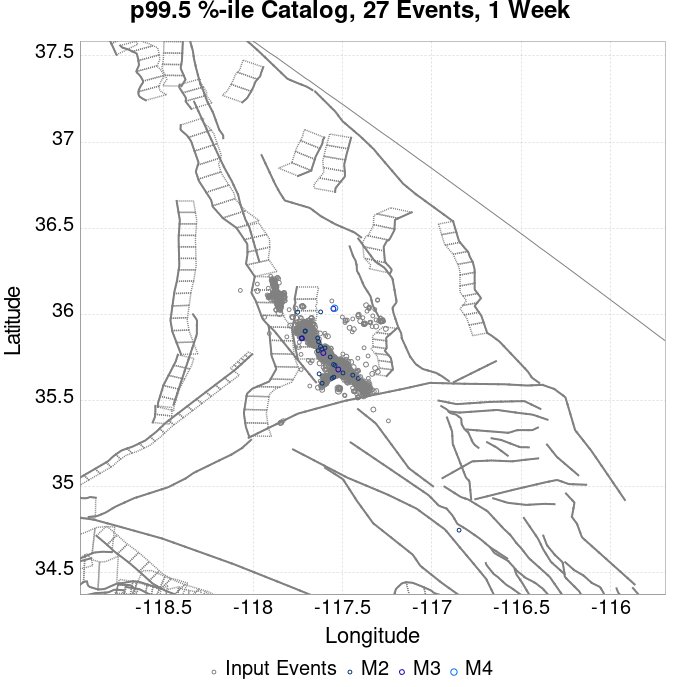 p99.5 %-ile Catalog, 27 Events, 1 Week
37.5
37
36.5
36
35.5
35
34.5
Latitude
-118.5 -118 -117.5 -117 -116.5 -116
Longitude
Input Events M2 M3 M4